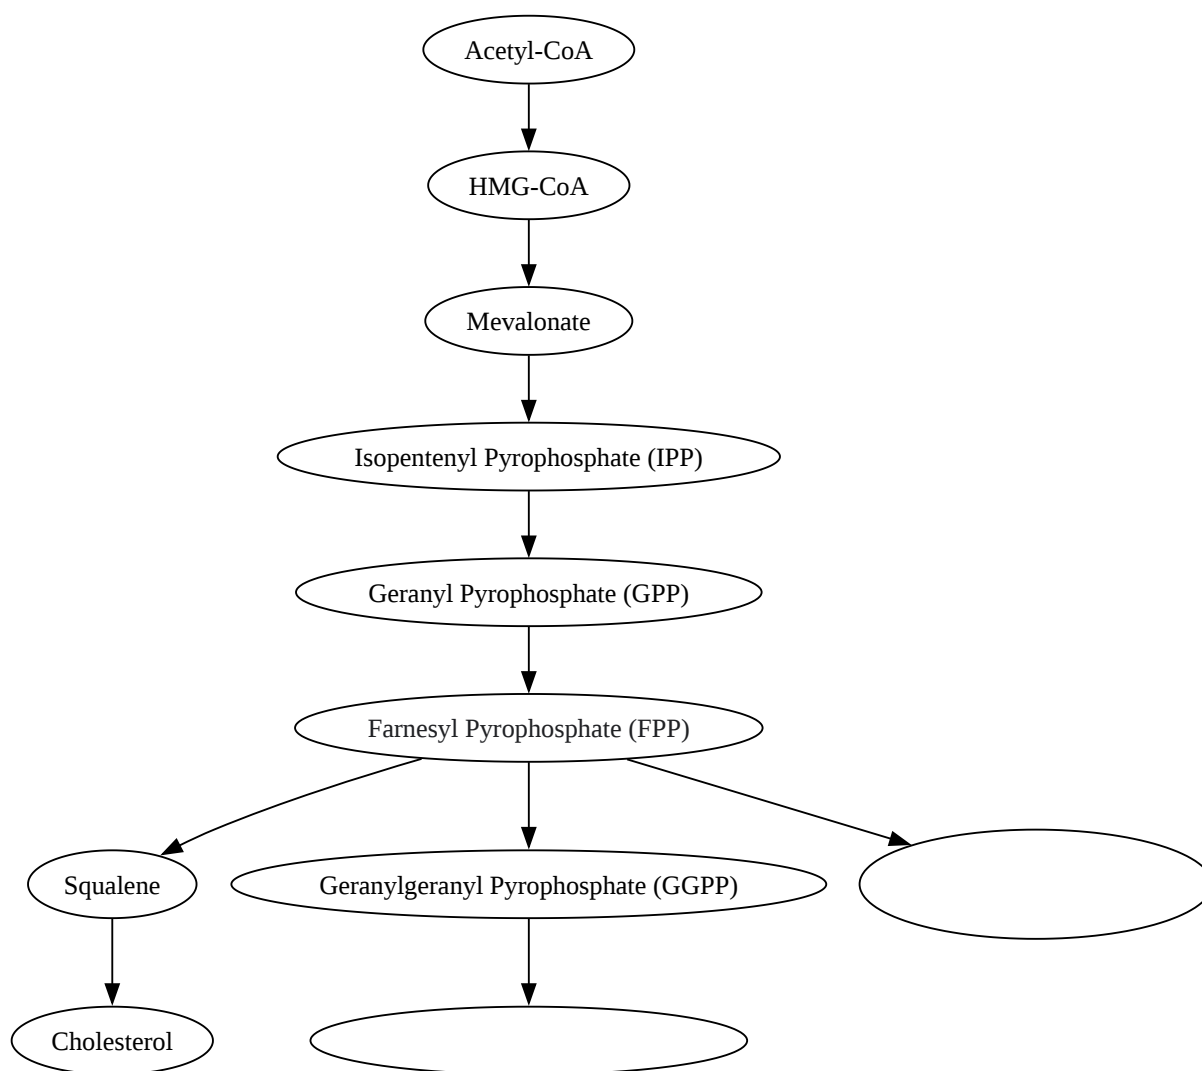 Acetyl-CoA
HMG-CoA
Mevalonate
Isopentenyl Pyrophosphate (IPP)
Geranyl Pyrophosphate (GPP)
Farnesyl Pyrophosphate (FPP)
Squalene
Geranylgeranyl Pyrophosphate (GGPP)
Cholesterol